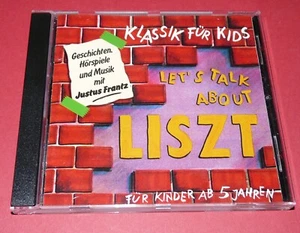 KLASSIK FÜR KIDS
Geschichten,
Hörspiele
und Musik
mit
Justus Frantz
LET'S TALK
ABOUT
LISZT
FÜR KINDER AB 5 JAHREN